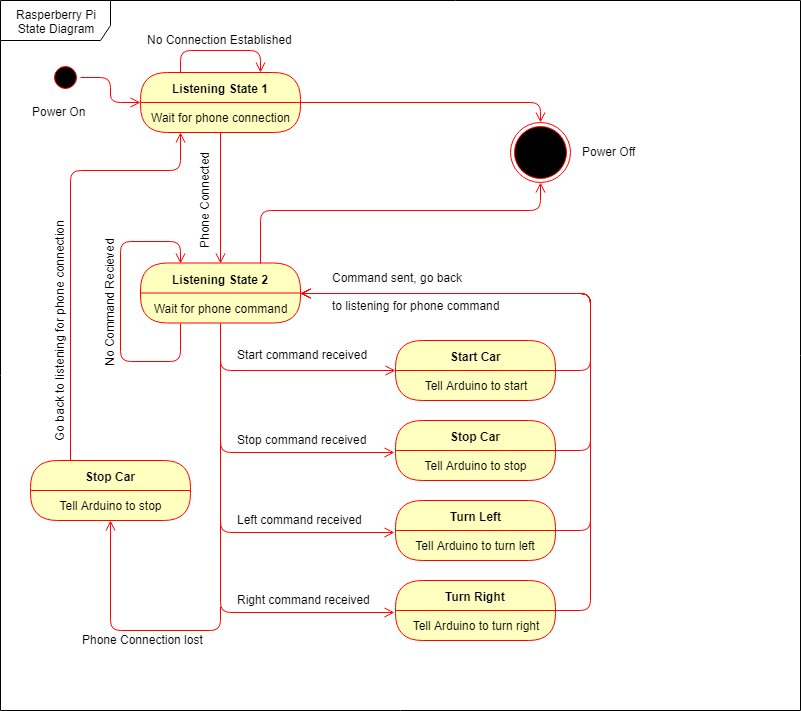 Rasperberry Pi
State Diagram
No Connection Established
Listening State 1
Wait for phone connection
Power On
Power Off
Phone Connected
Go back to listening for phone connection
No Command Recieved
Listening State 2
Wait for phone command
Command sent, go back
to listening for phone command
Start command received
Start Car
Tell Arduino to start
Stop command received
Stop Car
Tell Arduino to stop
Stop Car
Tell Arduino to stop
Left command received
Turn Left
Tell Arduino to turn left
Right command received
Turn Right
Tell Arduino to turn right
Phone Connection lost